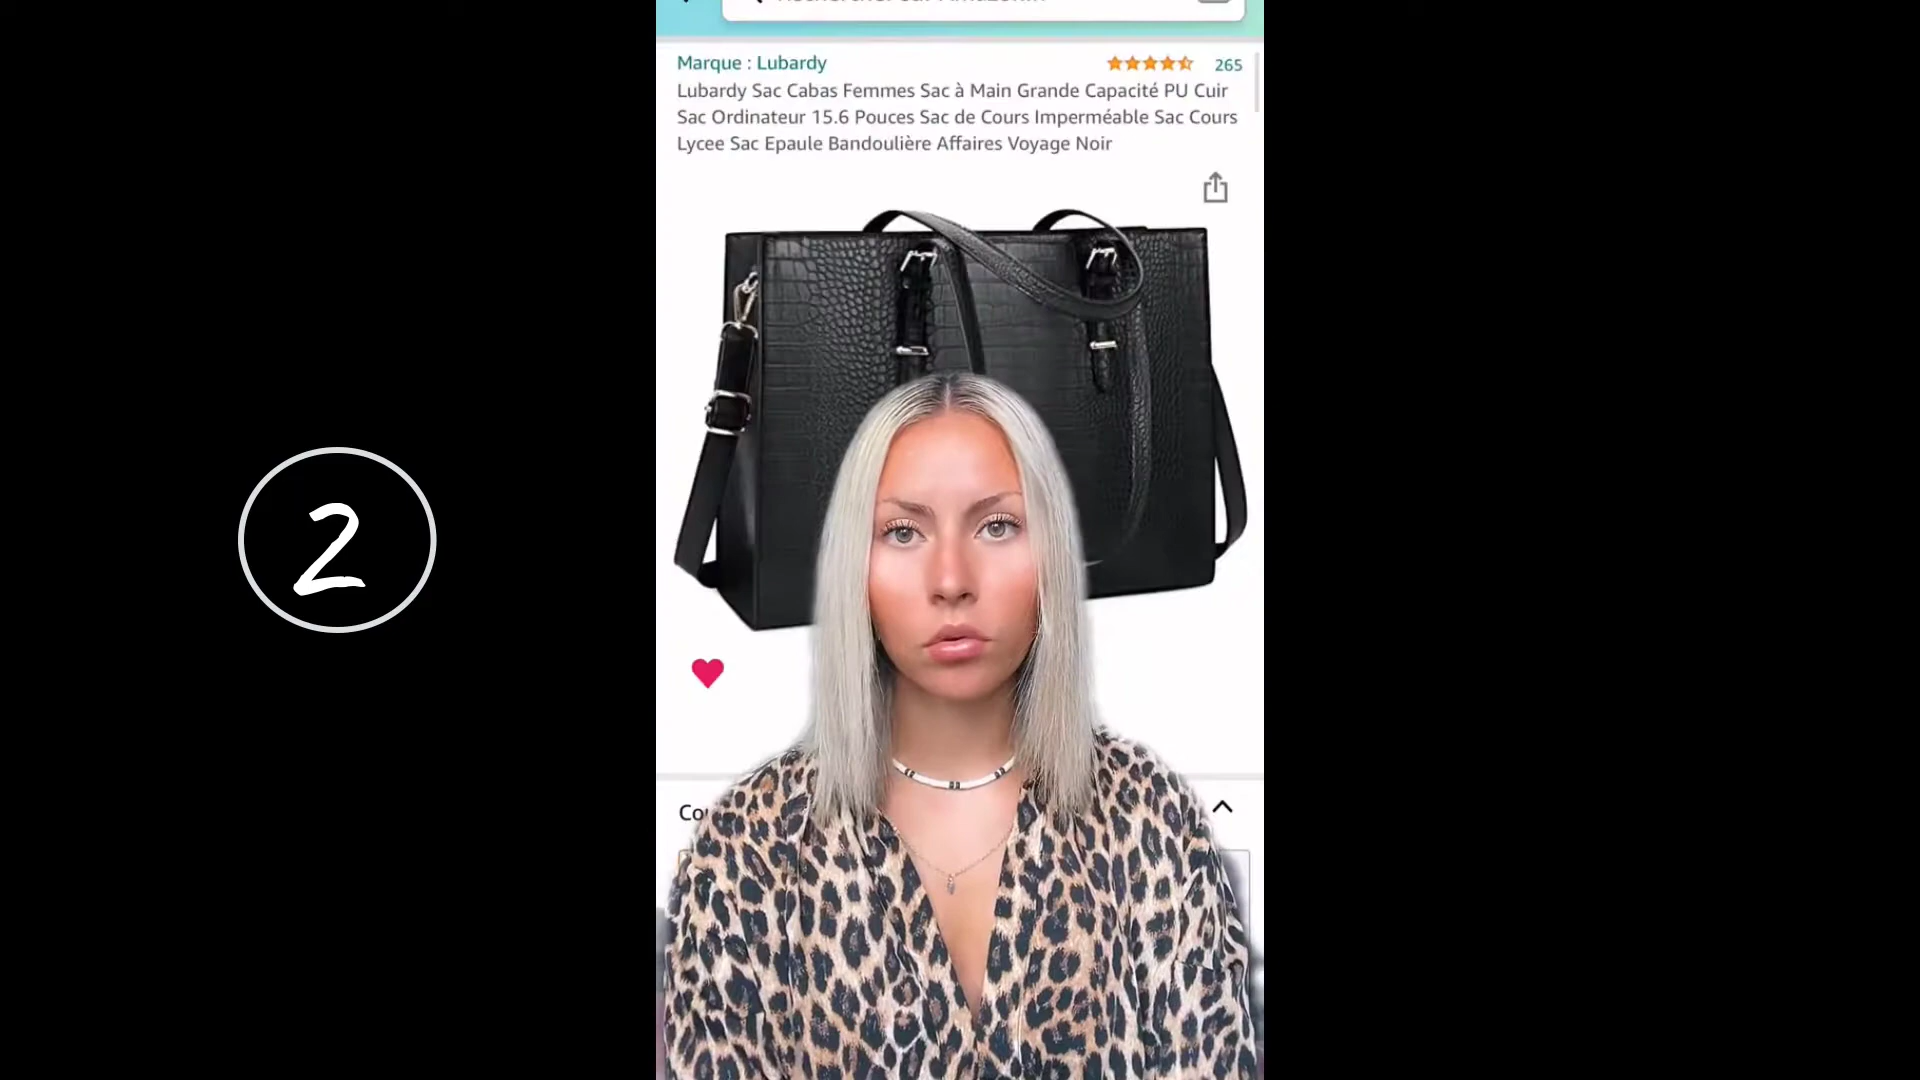 Marque : Lubardy
265
Lubardy Sac Cabas Femmes Sac à Main Grande Capacité PU Cuir
Sac Ordinateur 15.6 Pouces Sac de Cours Imperméable Sac Cours
Lycee Sac Epaule Bandoulière Affaires Voyage Noir
2